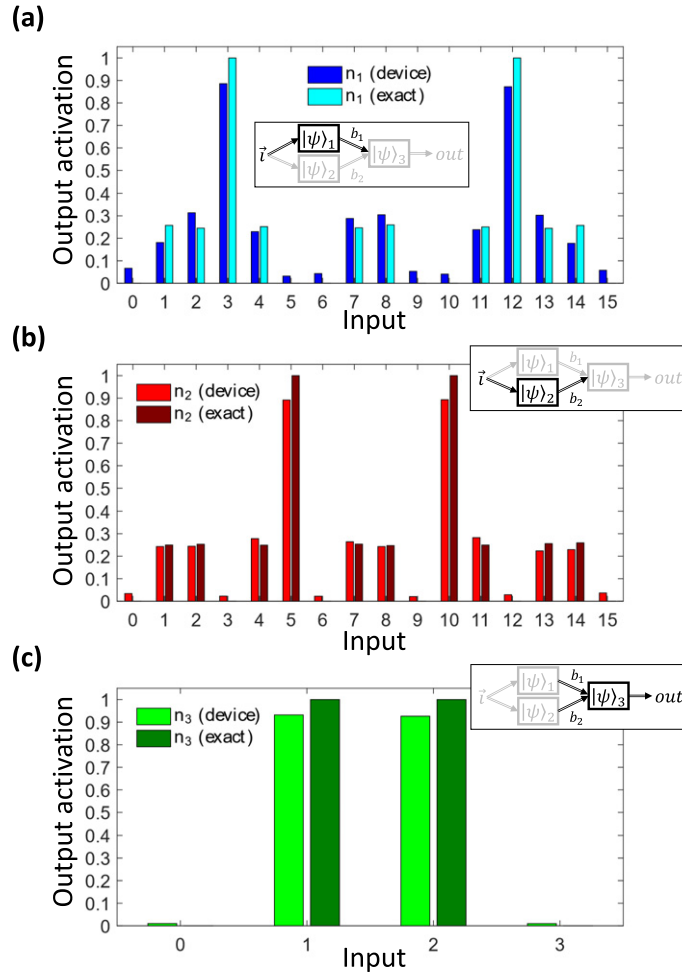 (a)
Output activation
1
0.9
0.8
0.7
0.6
0.5
0.4
0.3
0.2
0.1
0
n₁ (device)
n₁ (exact)
i⃗ |ψ⟩₁ b₁ |ψ⟩₂ b₂ |ψ⟩₃ out
0 1 2 3 4 5 6 7 8 9 10 11 12 13 14 15
Input
(b)
Output activation
1
0.9
0.8
0.7
0.6
0.5
0.4
0.3
0.2
0.1
0
n₂ (device)
n₂ (exact)
i⃗ |ψ⟩₁ b₁ |ψ⟩₂ b₂ |ψ⟩₃ out
0 1 2 3 4 5 6 7 8 9 10 11 12 13 14 15
Input
(c)
Output activation
1
0.9
0.8
0.7
0.6
0.5
0.4
0.3
0.2
0.1
0
n₃ (device)
n₃ (exact)
i⃗ |ψ⟩₁ b₁ |ψ⟩₂ b₂ |ψ⟩₃ out
0 1 2 3
Input